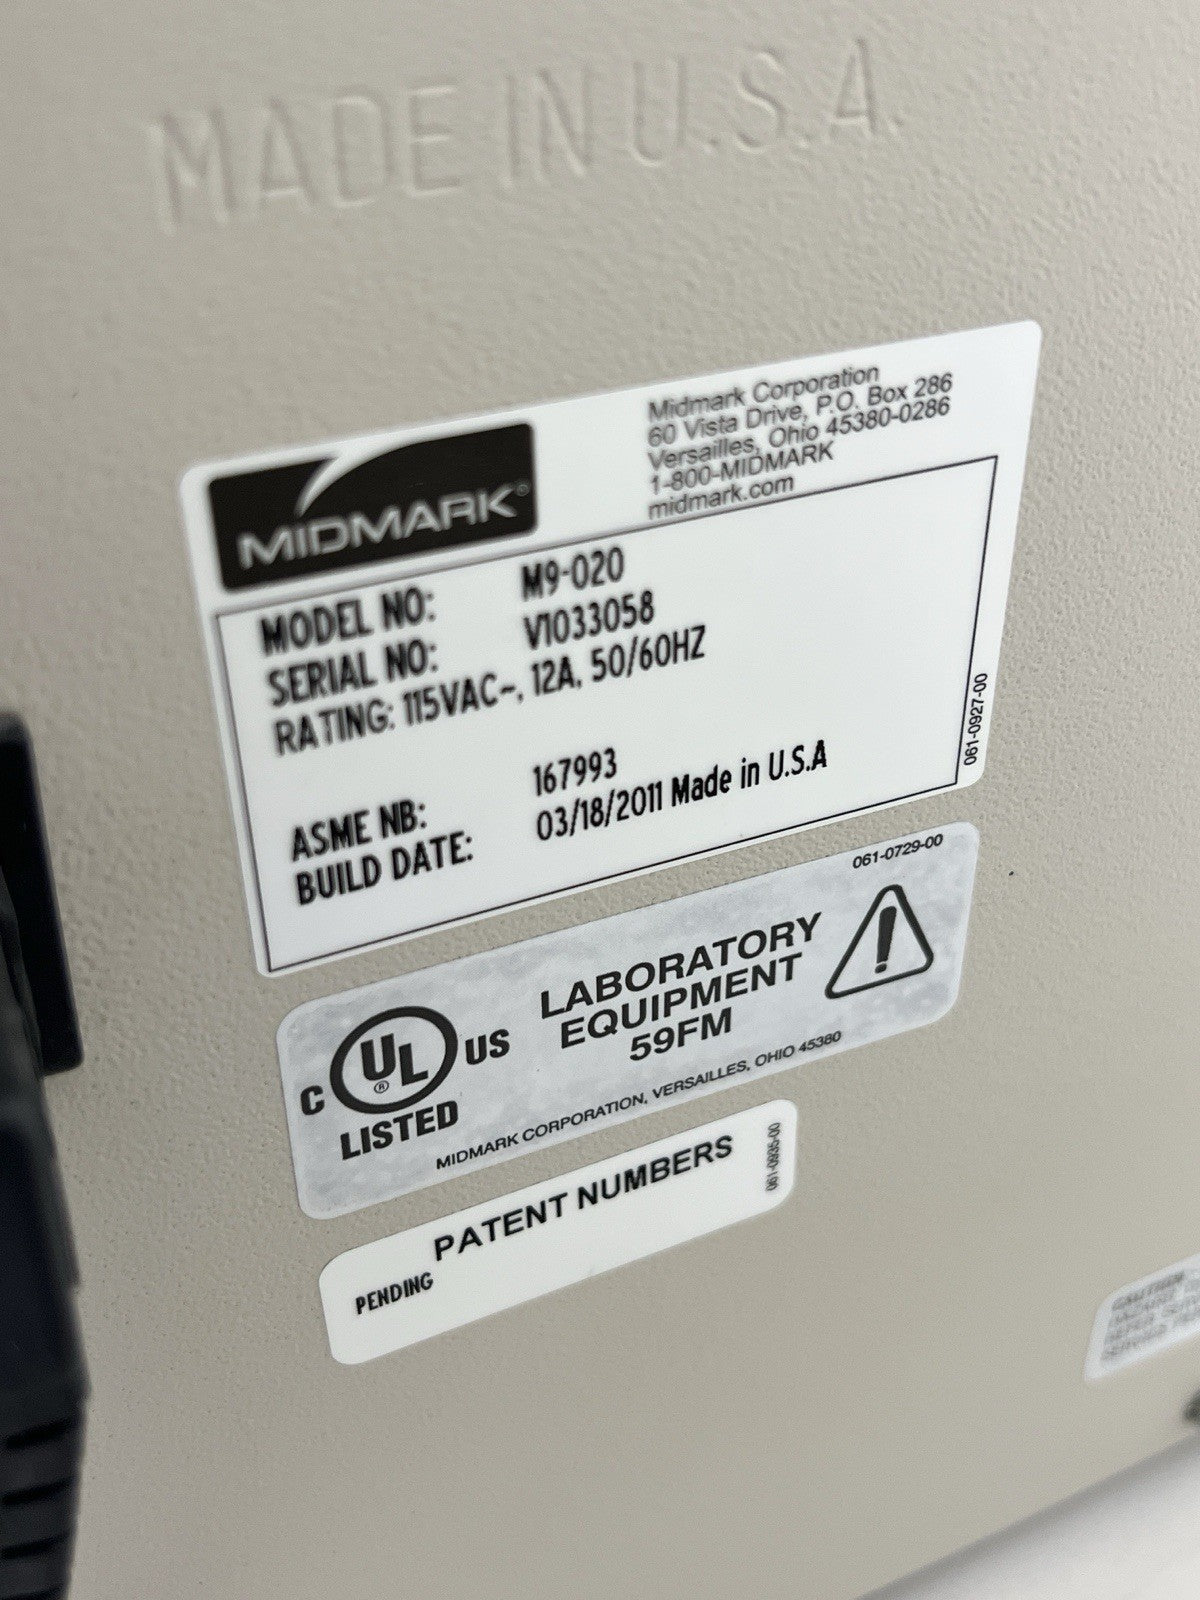 MADE IN U.S.A.
MIDMARK®
Midmark Corporation
60 Vista Drive, P.O. Box 286
Versailles, Ohio 45380-0286
1-800-MIDMARK
midmark.com
MODEL NO: M9-020
SERIAL NO: V1033058
RATING: 115VAC~, 12A, 50/60HZ
ASME NB: 167993
BUILD DATE: 03/18/2011 Made in U.S.A
061-0927-00
061-0729-00
C UL® US
LISTED
LABORATORY
EQUIPMENT
59FM
MIDMARK CORPORATION, VERSAILLES, OHIO 45380
PATENT NUMBERS
PENDING
061-0935-00
CAUTION